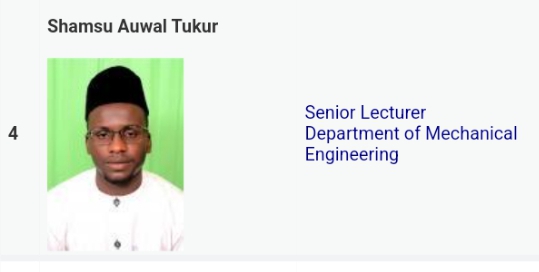 Shamsu Auwal Tukur
4
Senior Lecturer
Department of Mechanical
Engineering